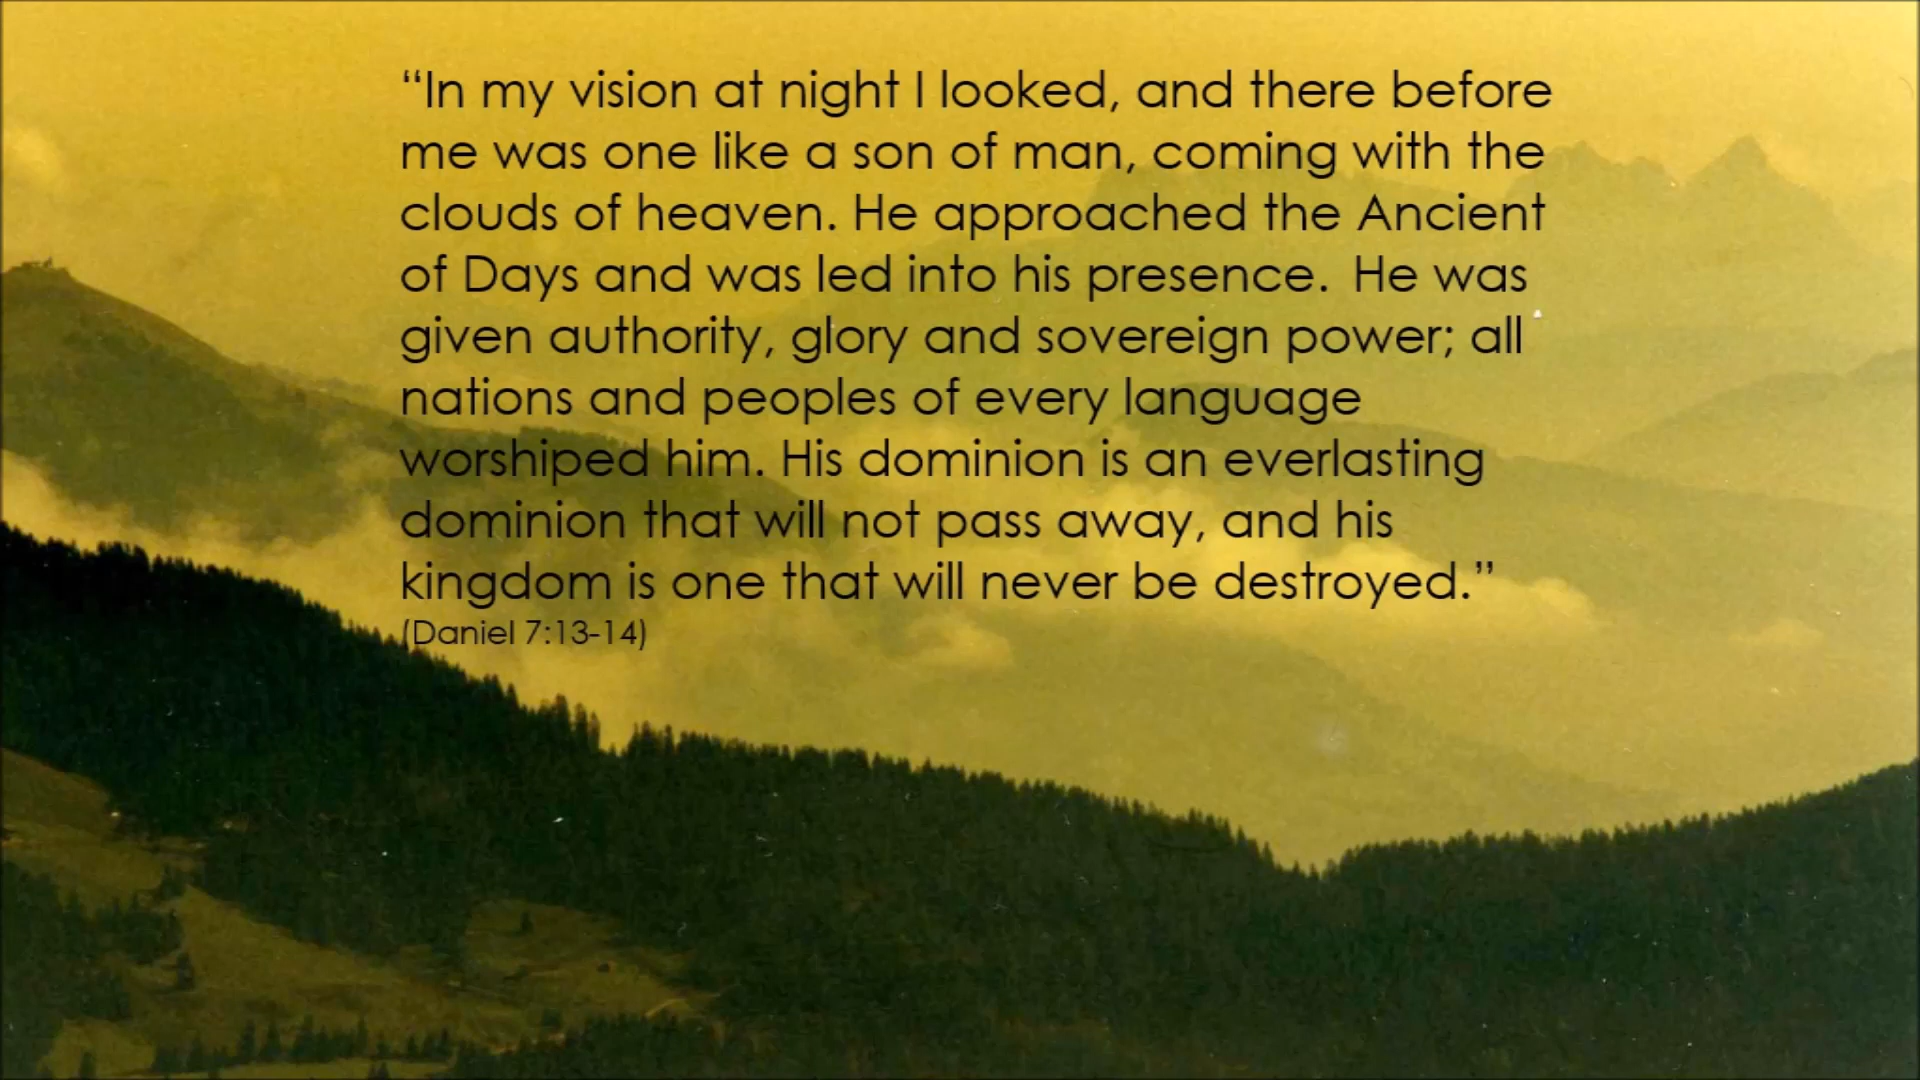 “In my vision at night I looked, and there before
me was one like a son of man, coming with the
clouds of heaven. He approached the Ancient
of Days and was led into his presence.  He was
given authority, glory and sovereign power; all
nations and peoples of every language
worshiped him. His dominion is an everlasting
dominion that will not pass away, and his
kingdom is one that will never be destroyed.”
(Daniel 7:13-14)